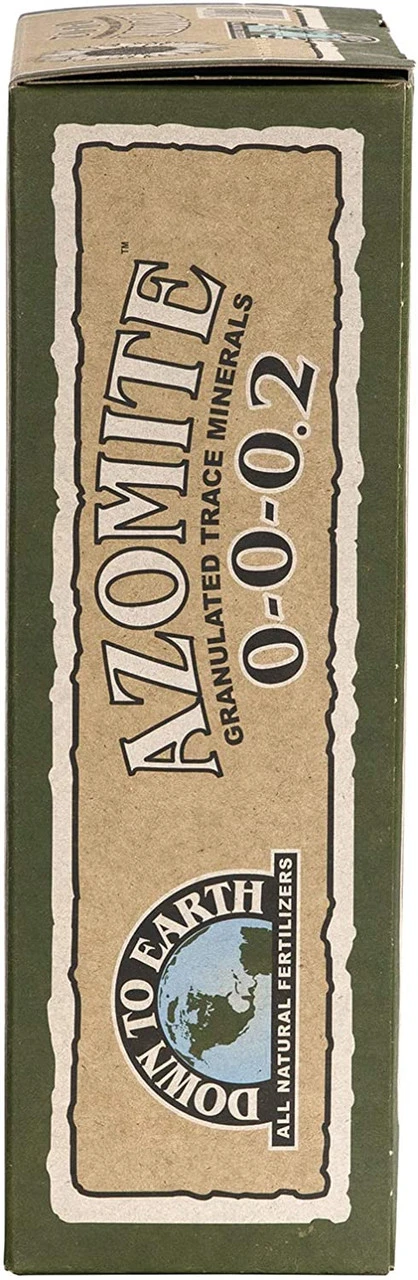 AZOMITE™
GRANULATED TRACE MINERALS
0-0-0.2
DOWN TO EARTH
ALL NATURAL FERTILIZERS